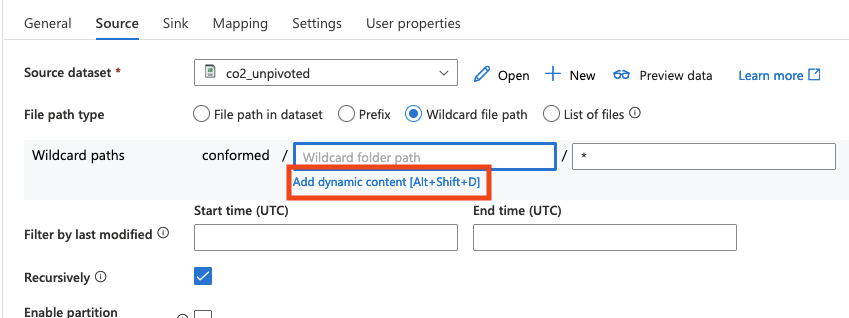 General Source Sink Mapping Settings User properties
Source dataset * co2_unpivoted Open New Preview data Learn more
File path type File path in dataset Prefix Wildcard file path List of files
Wildcard paths conformed / Wildcard folder path / *
Add dynamic content [Alt+Shift+D]
Start time (UTC) End time (UTC)
Filter by last modified
Recursively
Enable partition